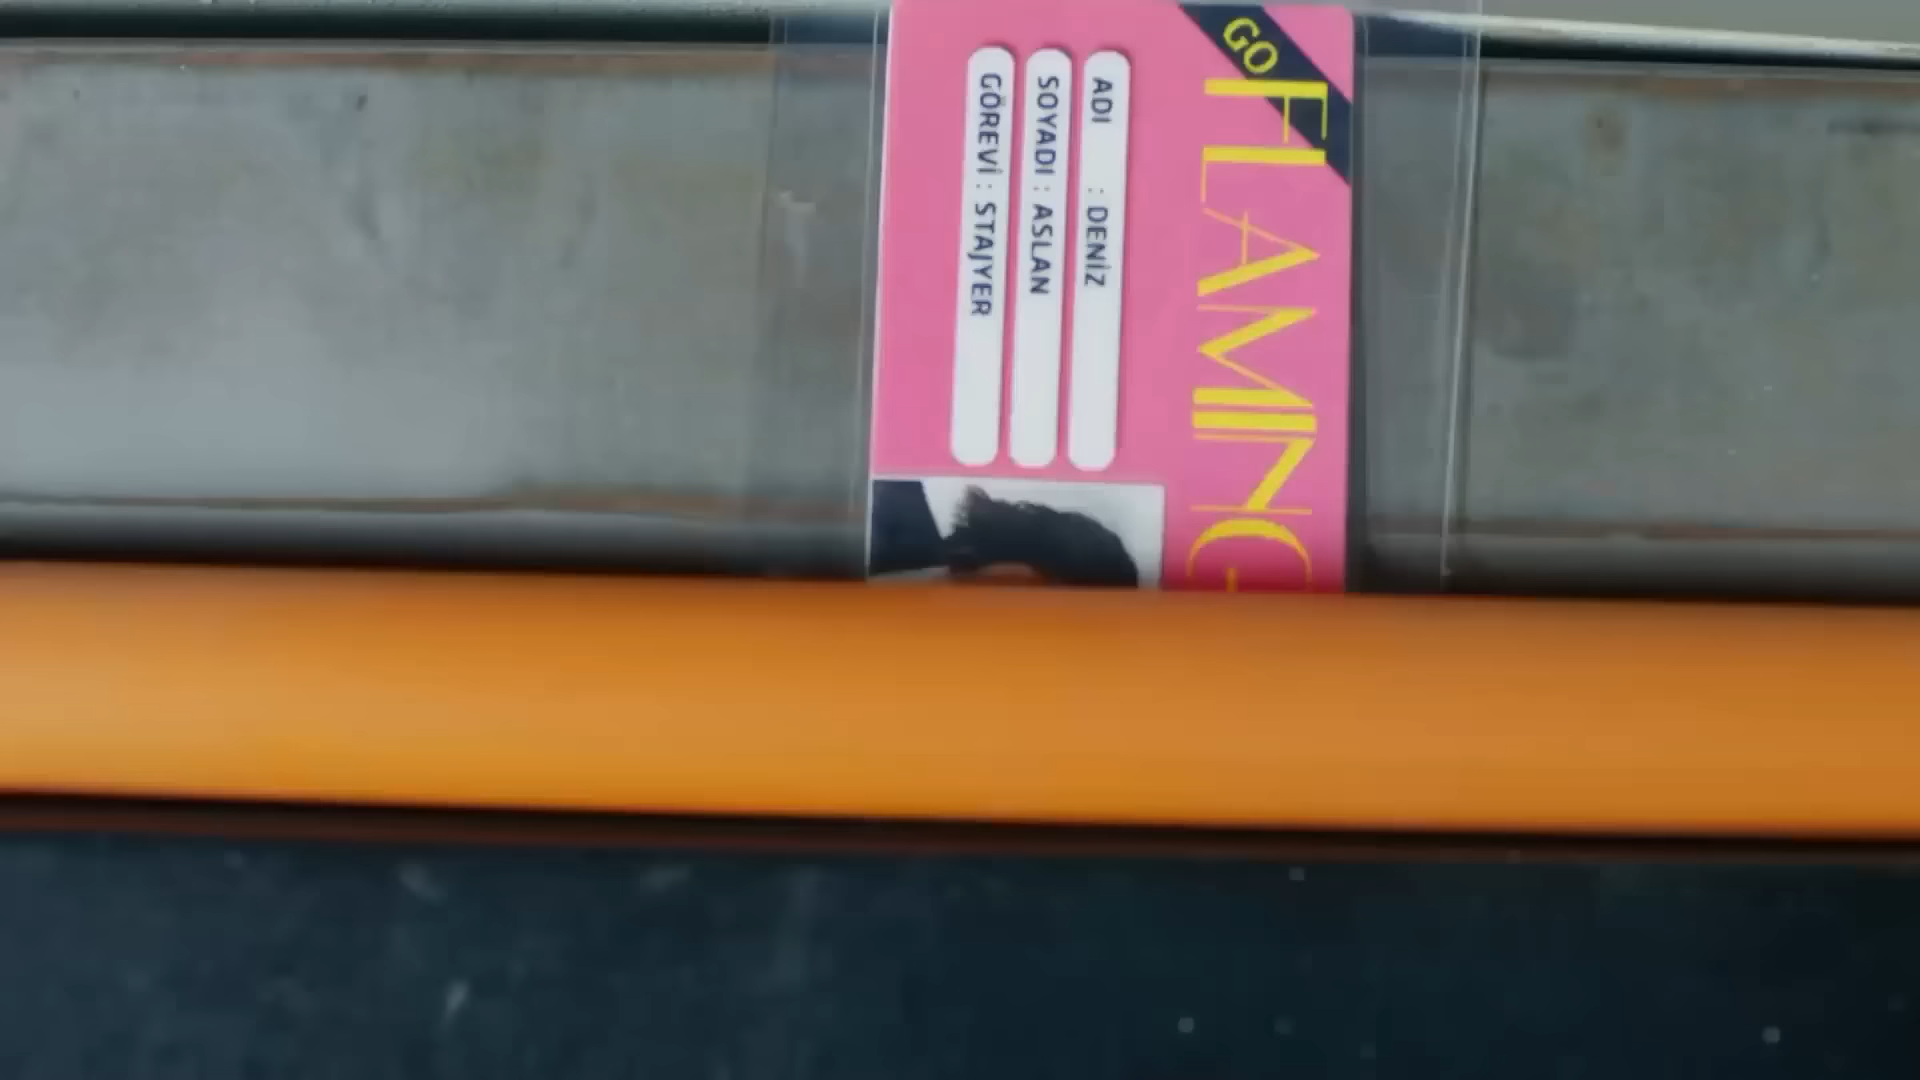 GO
FLAMING
ADI : DENİZ
SOYADI : ASLAN
GÖREVİ : STAJYER